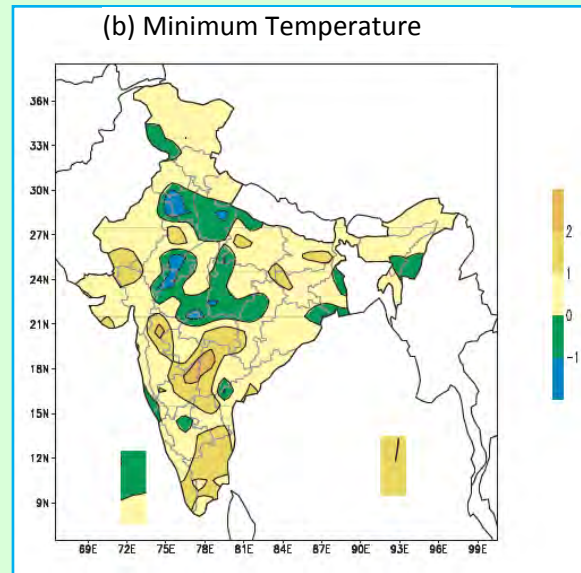 (b) Minimum Temperature
36N
33N
30N
27N
24N
21N
18N
15N
12N
9N
69E 72E 75E 78E 81E 84E 87E 90E 93E 96E 99E
2
1
0
-1